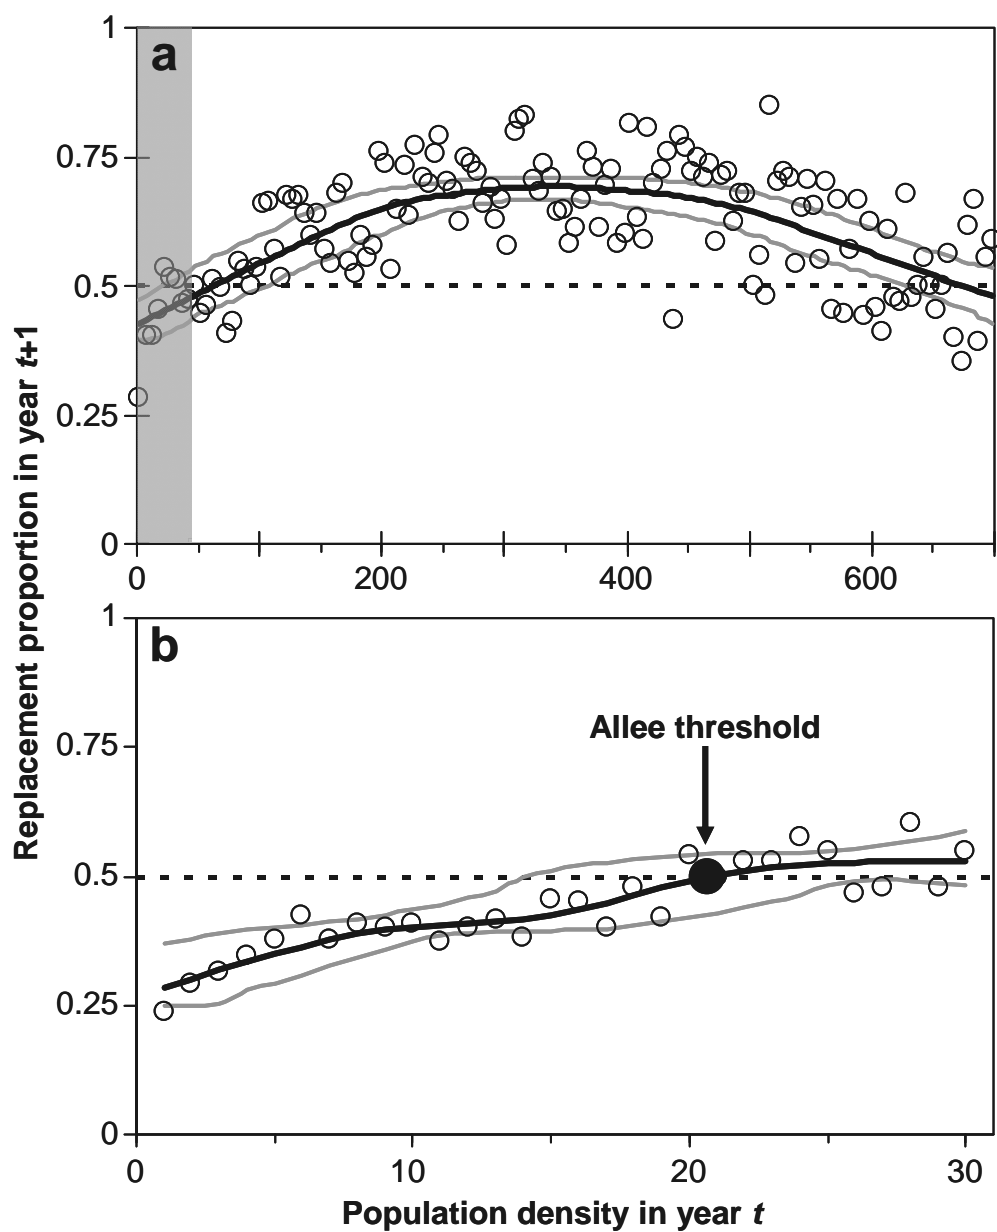 Replacement proportion in year t+1
a
1
0.75
0.5
0.25
0
0 200 400 600
b
1
0.75
0.5
0.25
0
Allee threshold
0 10 20 30
Population density in year t